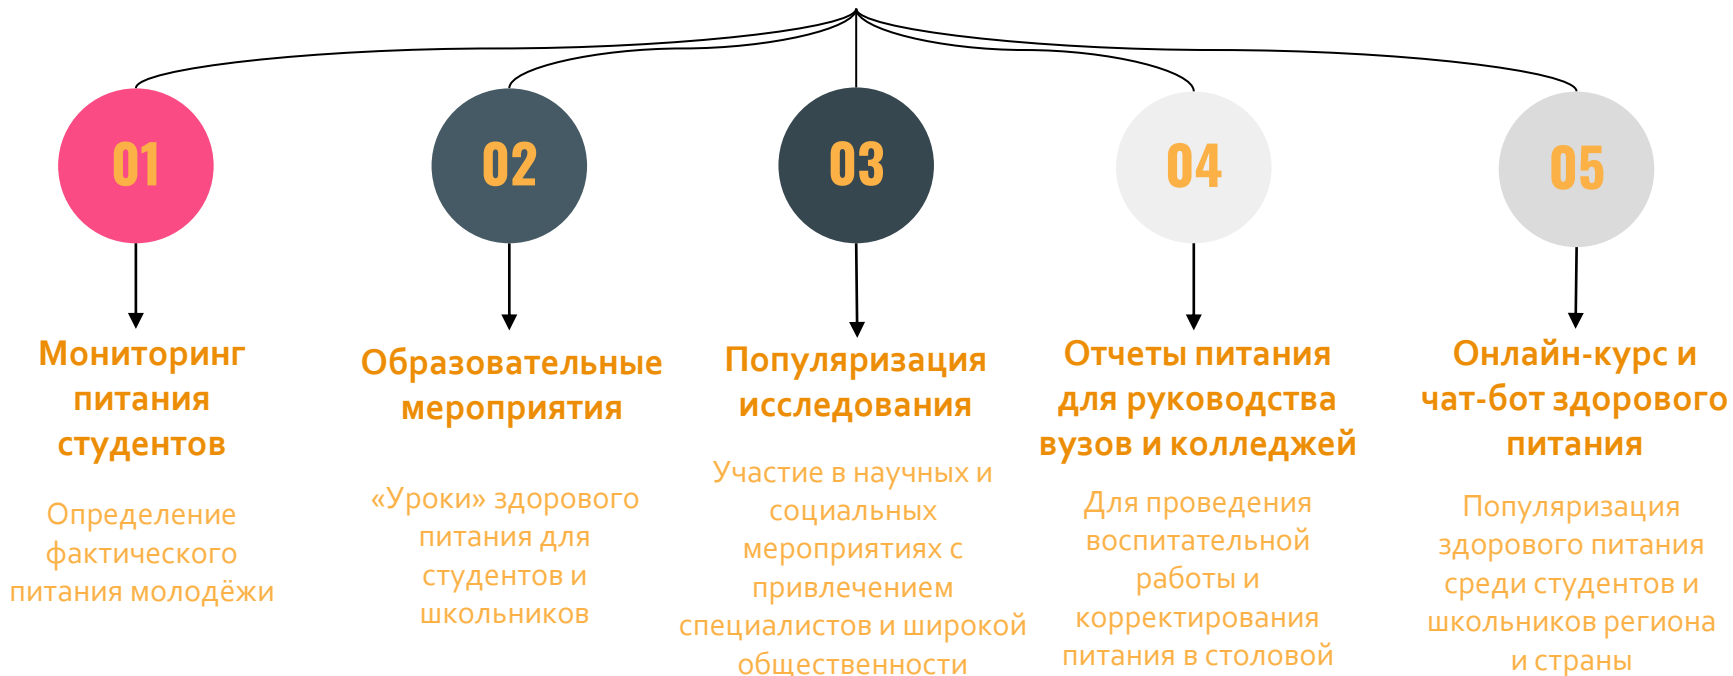 01
Мониторинг
питания
студентов
Определение
фактического
питания молодёжи
02
Образовательные
мероприятия
«Уроки» здорового
питания для
студентов и
школьников
03
Популяризация
исследования
Участие в научных и
социальных
мероприятиях с
привлечением
специалистов и широкой
общественности
04
Отчеты питания
для руководства
вузов и колледжей
Для проведения
воспитательной
работы и
корректирования
питания в столовой
05
Онлайн-курс и
чат-бот здорового
питания
Популяризация
здорового питания
среди студентов и
школьников региона
и страны